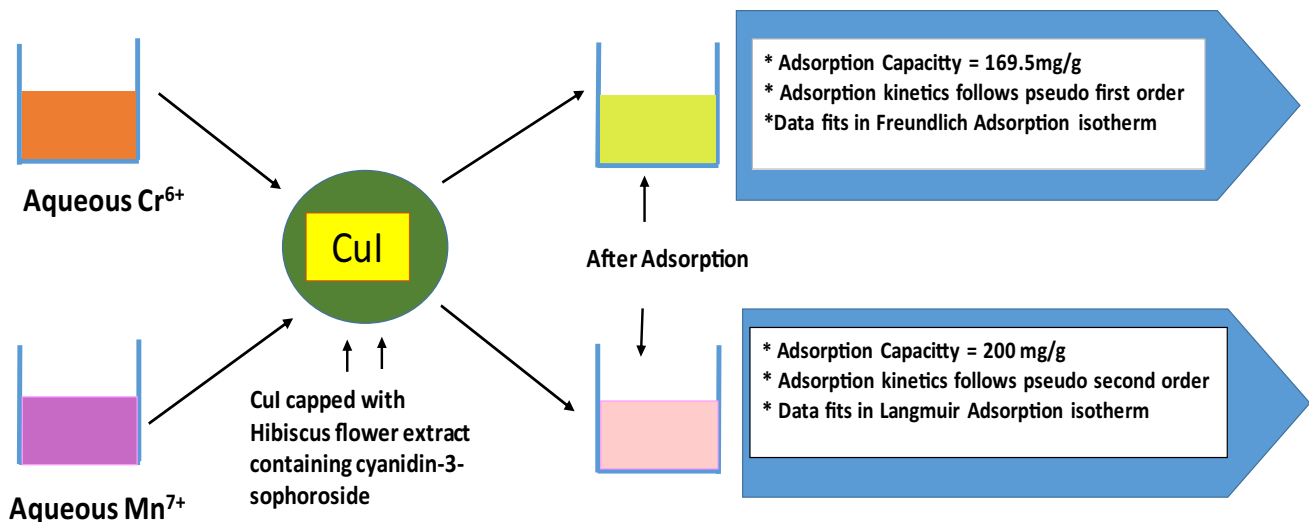 * Adsorption Capacitty = 169.5mg/g
* Adsorption kinetics follows pseudo first order
*Data fits in Freundlich Adsorption isotherm
Aqueous Cr⁶⁺
CuI
After Adsorption
* Adsorption Capacitty = 200 mg/g
* Adsorption kinetics follows pseudo second order
* Data fits in Langmuir Adsorption isotherm
CuI capped with
Hibiscus flower extract
containing cyanidin-3-
sophoroside
Aqueous Mn⁷⁺